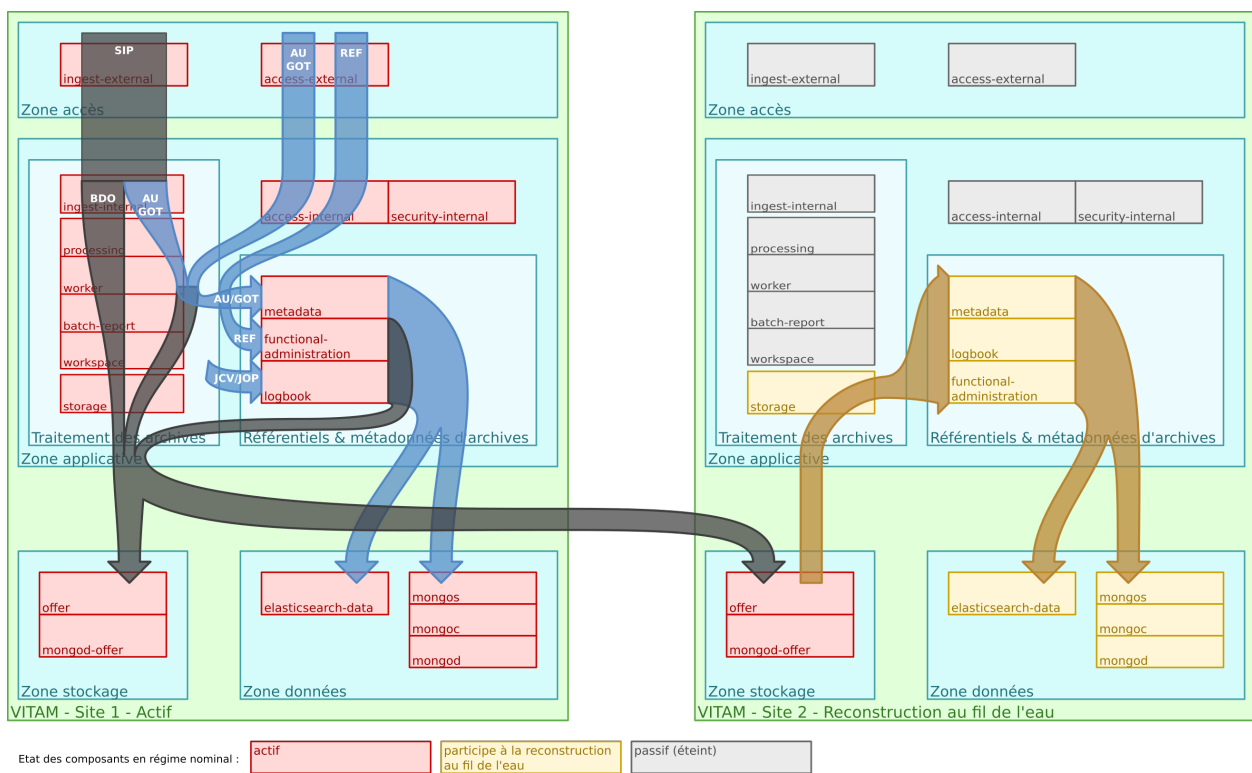 SIP
ingest-external
AU
GOT
REF
access-external
Zone accès
BDO
AU
GOT
ingest-internal
processing
worker
batch-report
workspace
storage
Traitement des archives
access-internal
security-internal
AU/GOT
metadata
REF
functional-
administration
JCV/JOP
logbook
Référentiels & métadonnées d'archives
Zone applicative
offer
mongod-offer
Zone stockage
elasticsearch-data
mongos
mongoc
mongod
Zone données
VITAM - Site 1 - Actif
ingest-external
access-external
Zone accès
ingest-internal
processing
worker
batch-report
workspace
storage
Traitement des archives
access-internal
security-internal
metadata
logbook
functional-
administration
Référentiels & métadonnées d'archives
Zone applicative
offer
mongod-offer
Zone stockage
elasticsearch-data
mongos
mongoc
mongod
Zone données
VITAM - Site 2 - Reconstruction au fil de l'eau
Etat des composants en régime nominal :
actif
participe à la reconstruction
au fil de l'eau
passif (éteint)